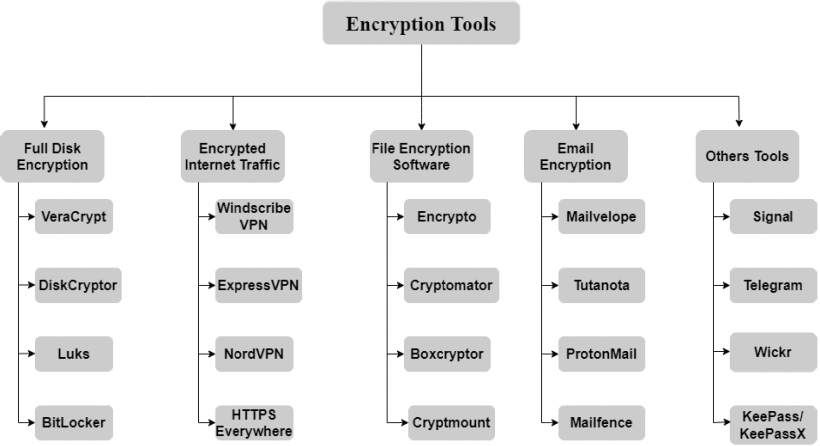 Encryption Tools
Full Disk
Encryption
Encrypted
Internet Traffic
File Encryption
Software
Email
Encryption
Others Tools
VeraCrypt
Windscribe
VPN
Encrypto
Mailvelope
Signal
DiskCryptor
ExpressVPN
Cryptomator
Tutanota
Telegram
Luks
NordVPN
Boxcryptor
ProtonMail
Wickr
BitLocker
HTTPS
Everywhere
Cryptmount
Mailfence
KeePass/
KeePassX